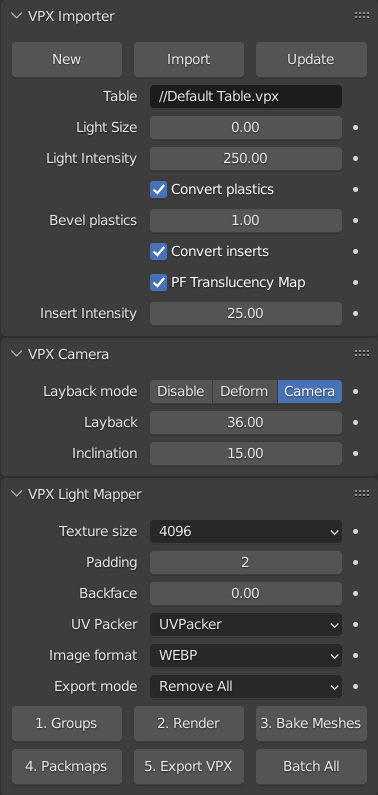 VPX Importer
New Import Update
Table //Default Table.vpx
Light Size 0.00
Light Intensity 250.00
Convert plastics
Bevel plastics 1.00
Convert inserts
PF Translucency Map
Insert Intensity 25.00
VPX Camera
Layback mode Disable Deform Camera
Layback 36.00
Inclination 15.00
VPX Light Mapper
Texture size 4096
Padding 2
Backface 0.00
UV Packer UVPacker
Image format WEBP
Export mode Remove All
1. Groups 2. Render 3. Bake Meshes
4. Packmaps 5. Export VPX Batch All